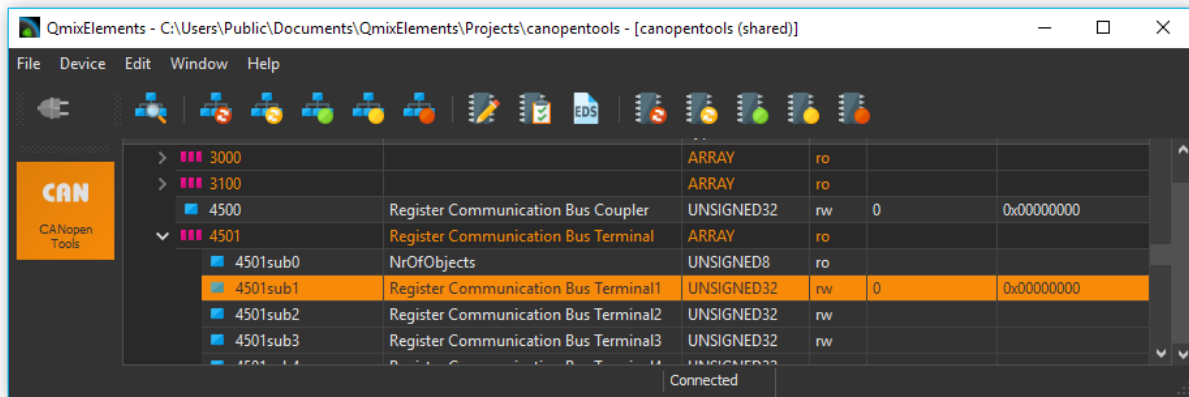 QmixElements - C:\Users\Public\Documents\QmixElements\Projects\canopentools - [canopentools (shared)]
File Device Edit Window Help
EDS
3000 ARRAY ro
3100 ARRAY ro
CAN
4500 Register Communication Bus Coupler UNSIGNED32 rw 0 0x00000000
CANopen
Tools
4501 Register Communication Bus Terminal ARRAY ro
4501sub0 NrOfObjects UNSIGNED8 ro
4501sub1 Register Communication Bus Terminal1 UNSIGNED32 rw 0 0x00000000
4501sub2 Register Communication Bus Terminal2 UNSIGNED32 rw
4501sub3 Register Communication Bus Terminal3 UNSIGNED32 rw
Connected